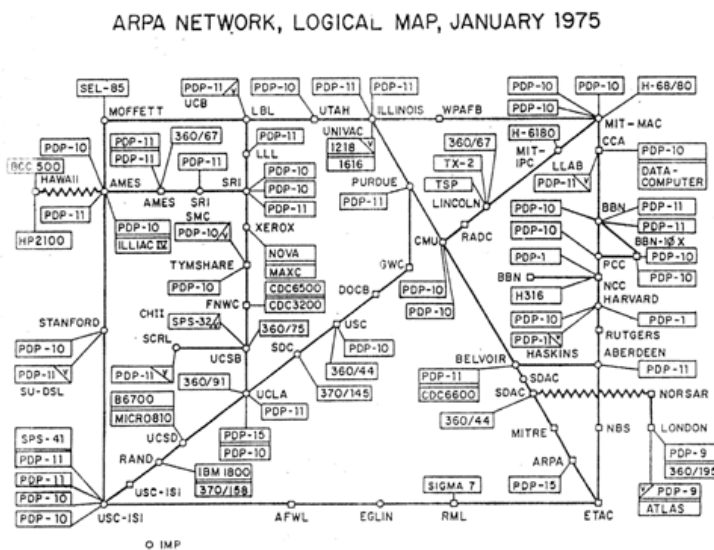 ARPA NETWORK, LOGICAL MAP, JANUARY 1975
SEL-85
PDP-11
UCB
PDP-10
PDP-11
PDP-11
PDP-10
PDP-10
H-68/80
MOFFETT
LBL
UTAH
ILLINOIS
WPAFB
PDP-10
MIT-MAC
PDP-10
PDP-11
360/67
PDP-11
UNIVAC
1218
1616
360/67
H-6180
MIT-IPC
CCA
PDP-10
DATA-COMPUTER
PDP-11
LLL
PDP-11
TX-2
LLAB
PDP-11
BCC 500
HAWAII
AMES
AMES
SRI
SRI
PDP-10
PDP-10
PDP-11
PURDUE
PDP-11
TSP
LINCOLN
PDP-10
BBN
PDP-11
PDP-11
PDP-11
PDP-10
ILLIAC IV
SMC
PDP-10
XEROX
RADC
BBN-10X
HP2100
CMU
PDP-10
PCC
PDP-10
TYMSHARE
NOVA
MAXC
GWC
PDP-1
BBN
NCC
PDP-10
CDC6500
CDC3200
DOCB
PDP-10
PDP-10
H316
HARVARD
FNWC
CHII
SPS-32
PDP-10
PDP-1
STANFORD
PDP-10
SCRL
360/75
USC
PDP-11
RUTGERS
PDP-11
SU-DSL
UCSB
SDC
PDP-10
HASKINS
ABERDEEN
BELVOIR
PDP-11
PDP-11
360/91
360/44
PDP-11
CDC6600
SDAC
370/145
SDAC
NORSAR
B6700
MICRO810
UCLA
PDP-11
360/44
SPS-41
UCSD
PDP-15
PDP-10
MITRE
NBS
LONDON
PDP-11
RAND
IBM 1800
370/158
ARPA
PDP-9
360/195
PDP-11
USC-ISI
SIGMA 7
PDP-15
PDP-9
ATLAS
PDP-10
PDP-10
USC-ISI
AFWL
EGLIN
RML
ETAC
IMP